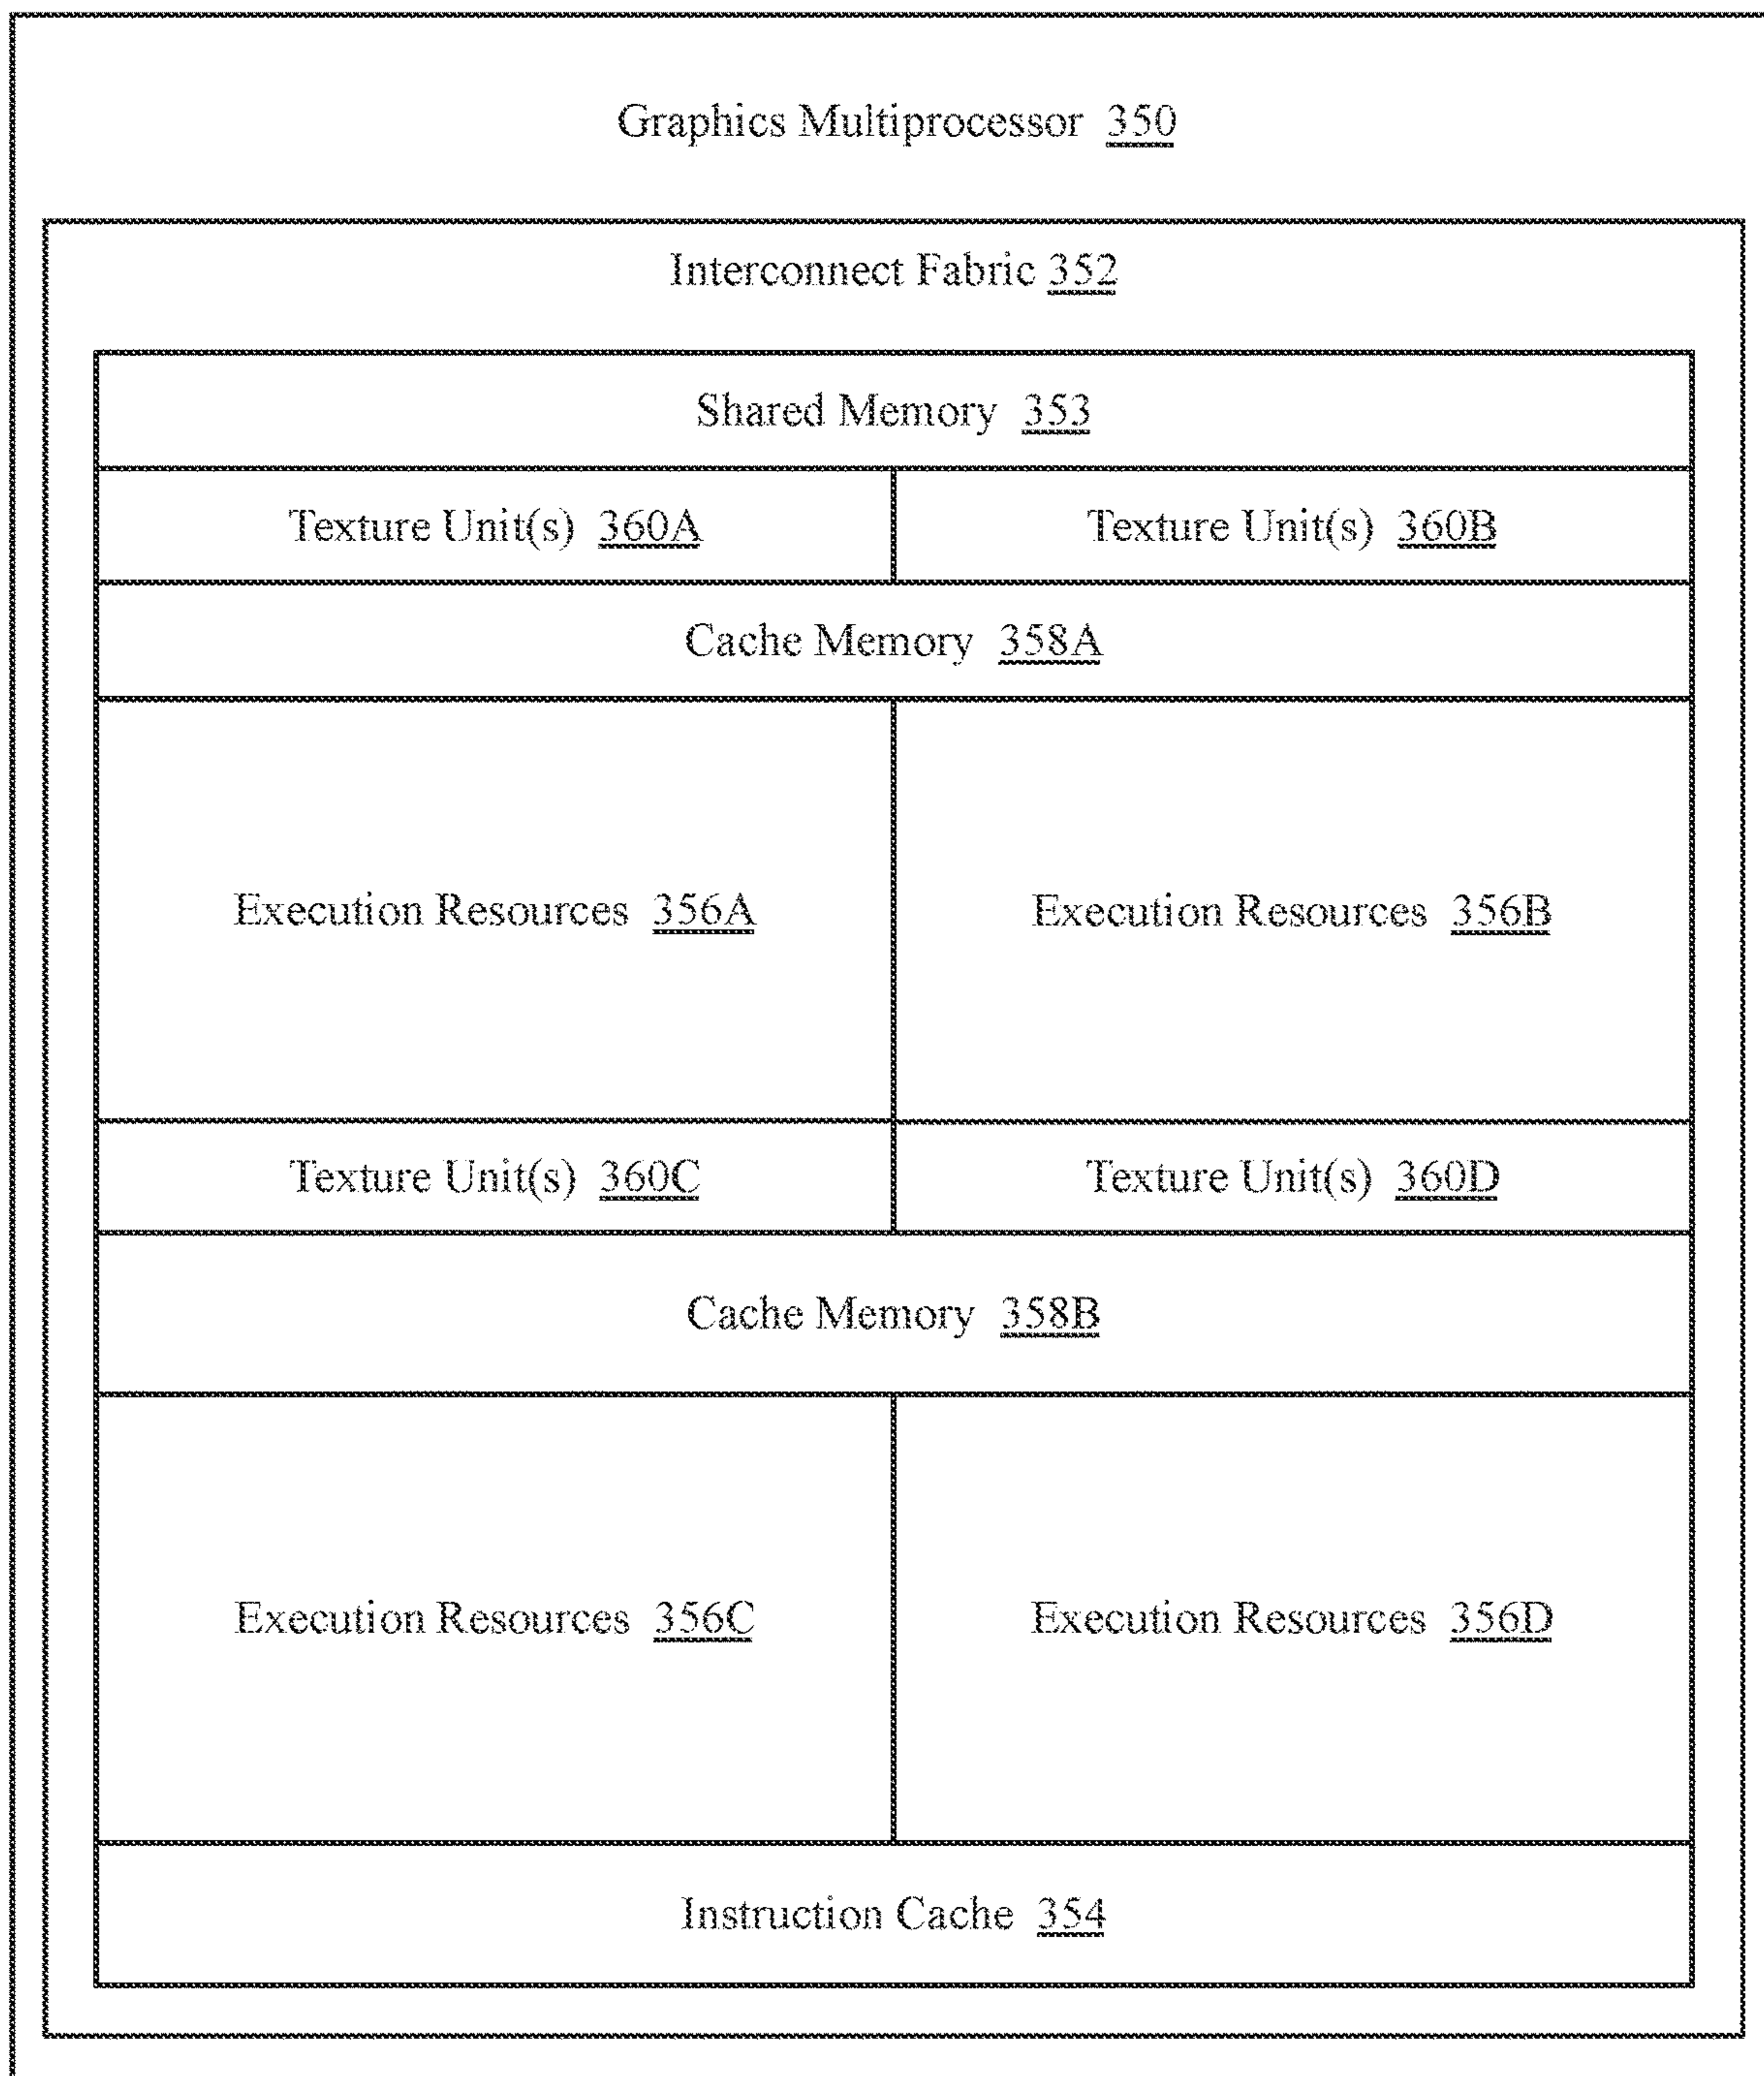 Graphics Multiprocessor 350
Interconnect Fabric 352
Shared Memory 353
Texture Unit(s) 360A
Texture Unit(s) 360B
Cache Memory 358A
Execution Resources 356A
Execution Resources 356B
Texture Unit(s) 360C
Texture Unit(s) 360D
Cache Memory 358B
Execution Resources 356C
Execution Resources 356D
Instruction Cache 354